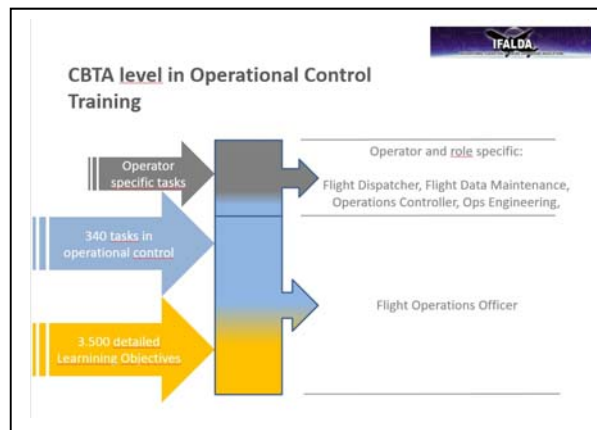 IFALDA
CBTA level in Operational Control
Training
Operator
specific tasks
Operator and role specific:
Flight Dispatcher, Flight Data Maintenance,
Operations Controller, Ops Engineering,
340 tasks in
operational control
Flight Operations Officer
3.500 detailed
Learnining Objectives